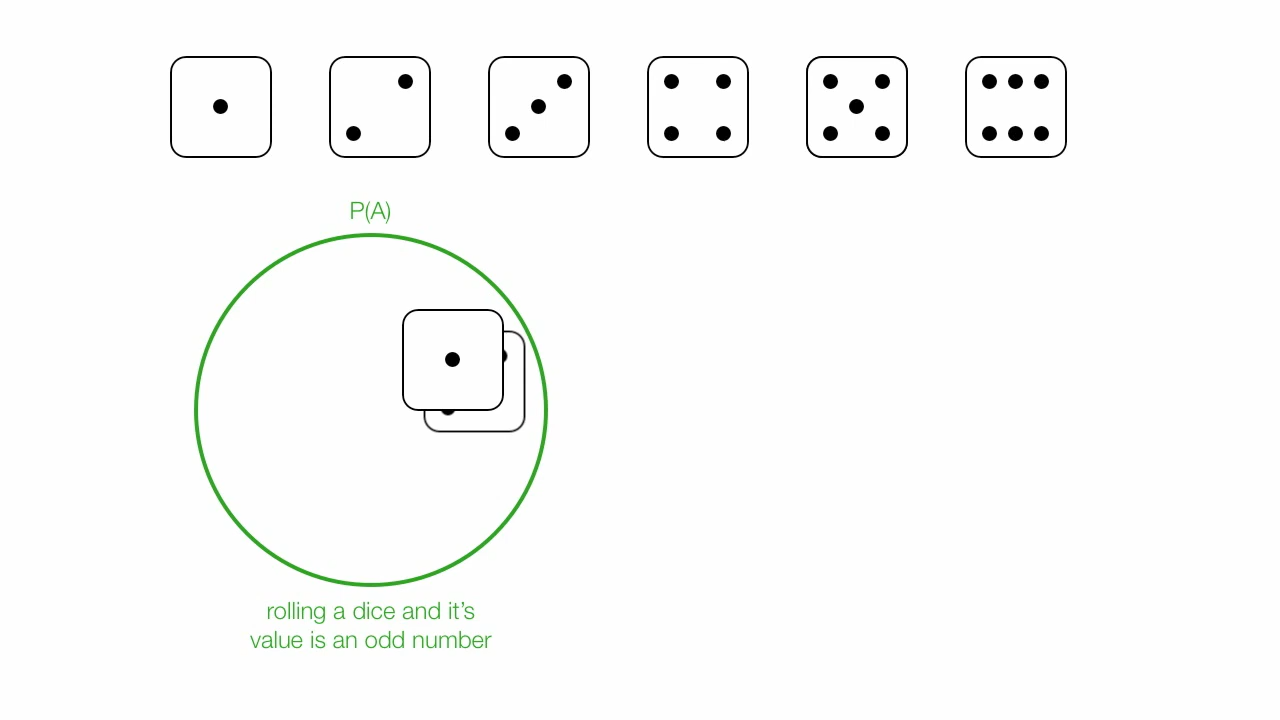 P(A)
rolling a dice and it's
value is an odd number